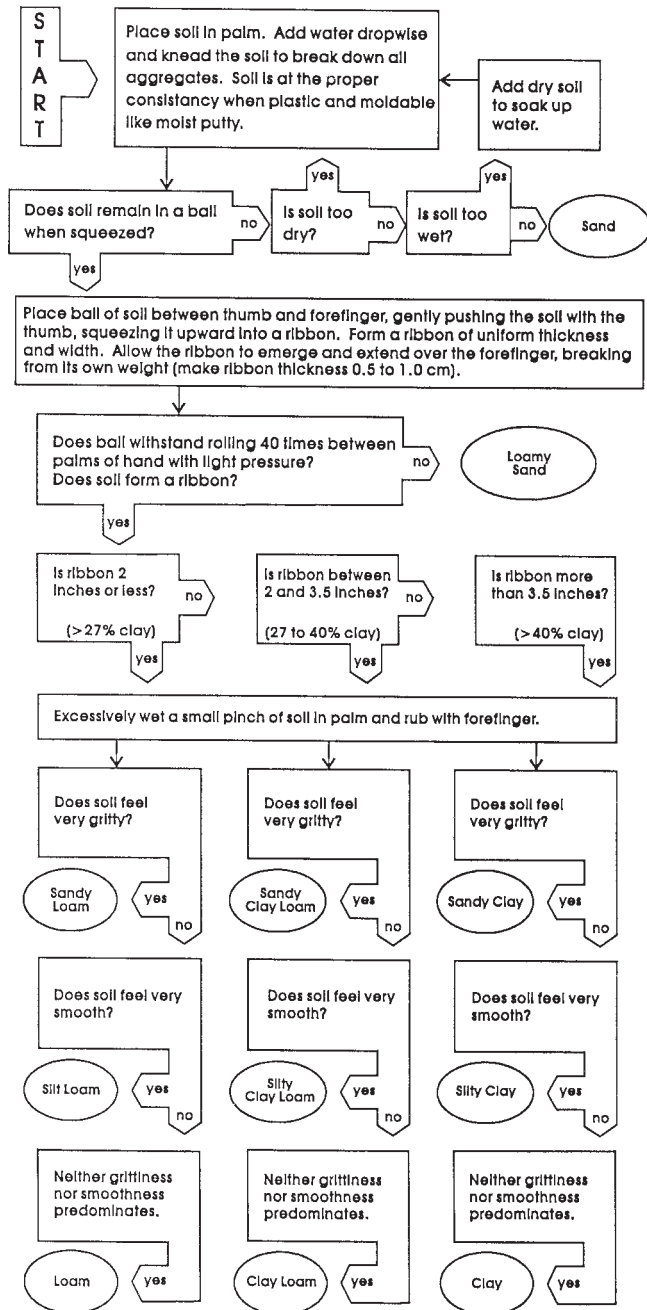 START
Place soil in palm. Add water dropwise
and knead the soil to break down all
aggregates. Soil is at the proper
consistancy when plastic and moldable
like moist putty.
Add dry soil
to soak up
water.
yes
yes
Does soil remain in a ball
when squeezed?
no
Is soil too
dry?
no
Is soil too
wet?
no
Sand
yes
Place ball of soil between thumb and forefinger, gently pushing the soil with the
thumb, squeezing it upward into a ribbon. Form a ribbon of uniform thickness
and width. Allow the ribbon to emerge and extend over the forefinger, breaking
from its own weight (make ribbon thickness 0.5 to 1.0 cm).
Does ball withstand rolling 40 times between
palms of hand with light pressure?
Does soil form a ribbon?
no
Loamy
Sand
yes
Is ribbon 2
inches or less?
(>27% clay)
no
yes
Is ribbon between
2 and 3.5 inches?
(27 to 40% clay)
no
yes
Is ribbon more
than 3.5 inches?
(>40% clay)
yes
Excessively wet a small pinch of soil in palm and rub with forefinger.
Does soil feel
very gritty?
Sandy
Loam
yes
no
Does soil feel
very gritty?
Sandy
Clay Loam
yes
no
Does soil feel
very gritty?
Sandy Clay
yes
no
Does soil feel very
smooth?
Silt Loam
yes
no
Does soil feel very
smooth?
Silty
Clay Loam
yes
no
Does soil feel very
smooth?
Silty Clay
yes
no
Neither grittiness
nor smoothness
predominates.
Loam
yes
Neither grittiness
nor smoothness
predominates.
Clay Loam
yes
Neither grittiness
nor smoothness
predominates.
Clay
yes